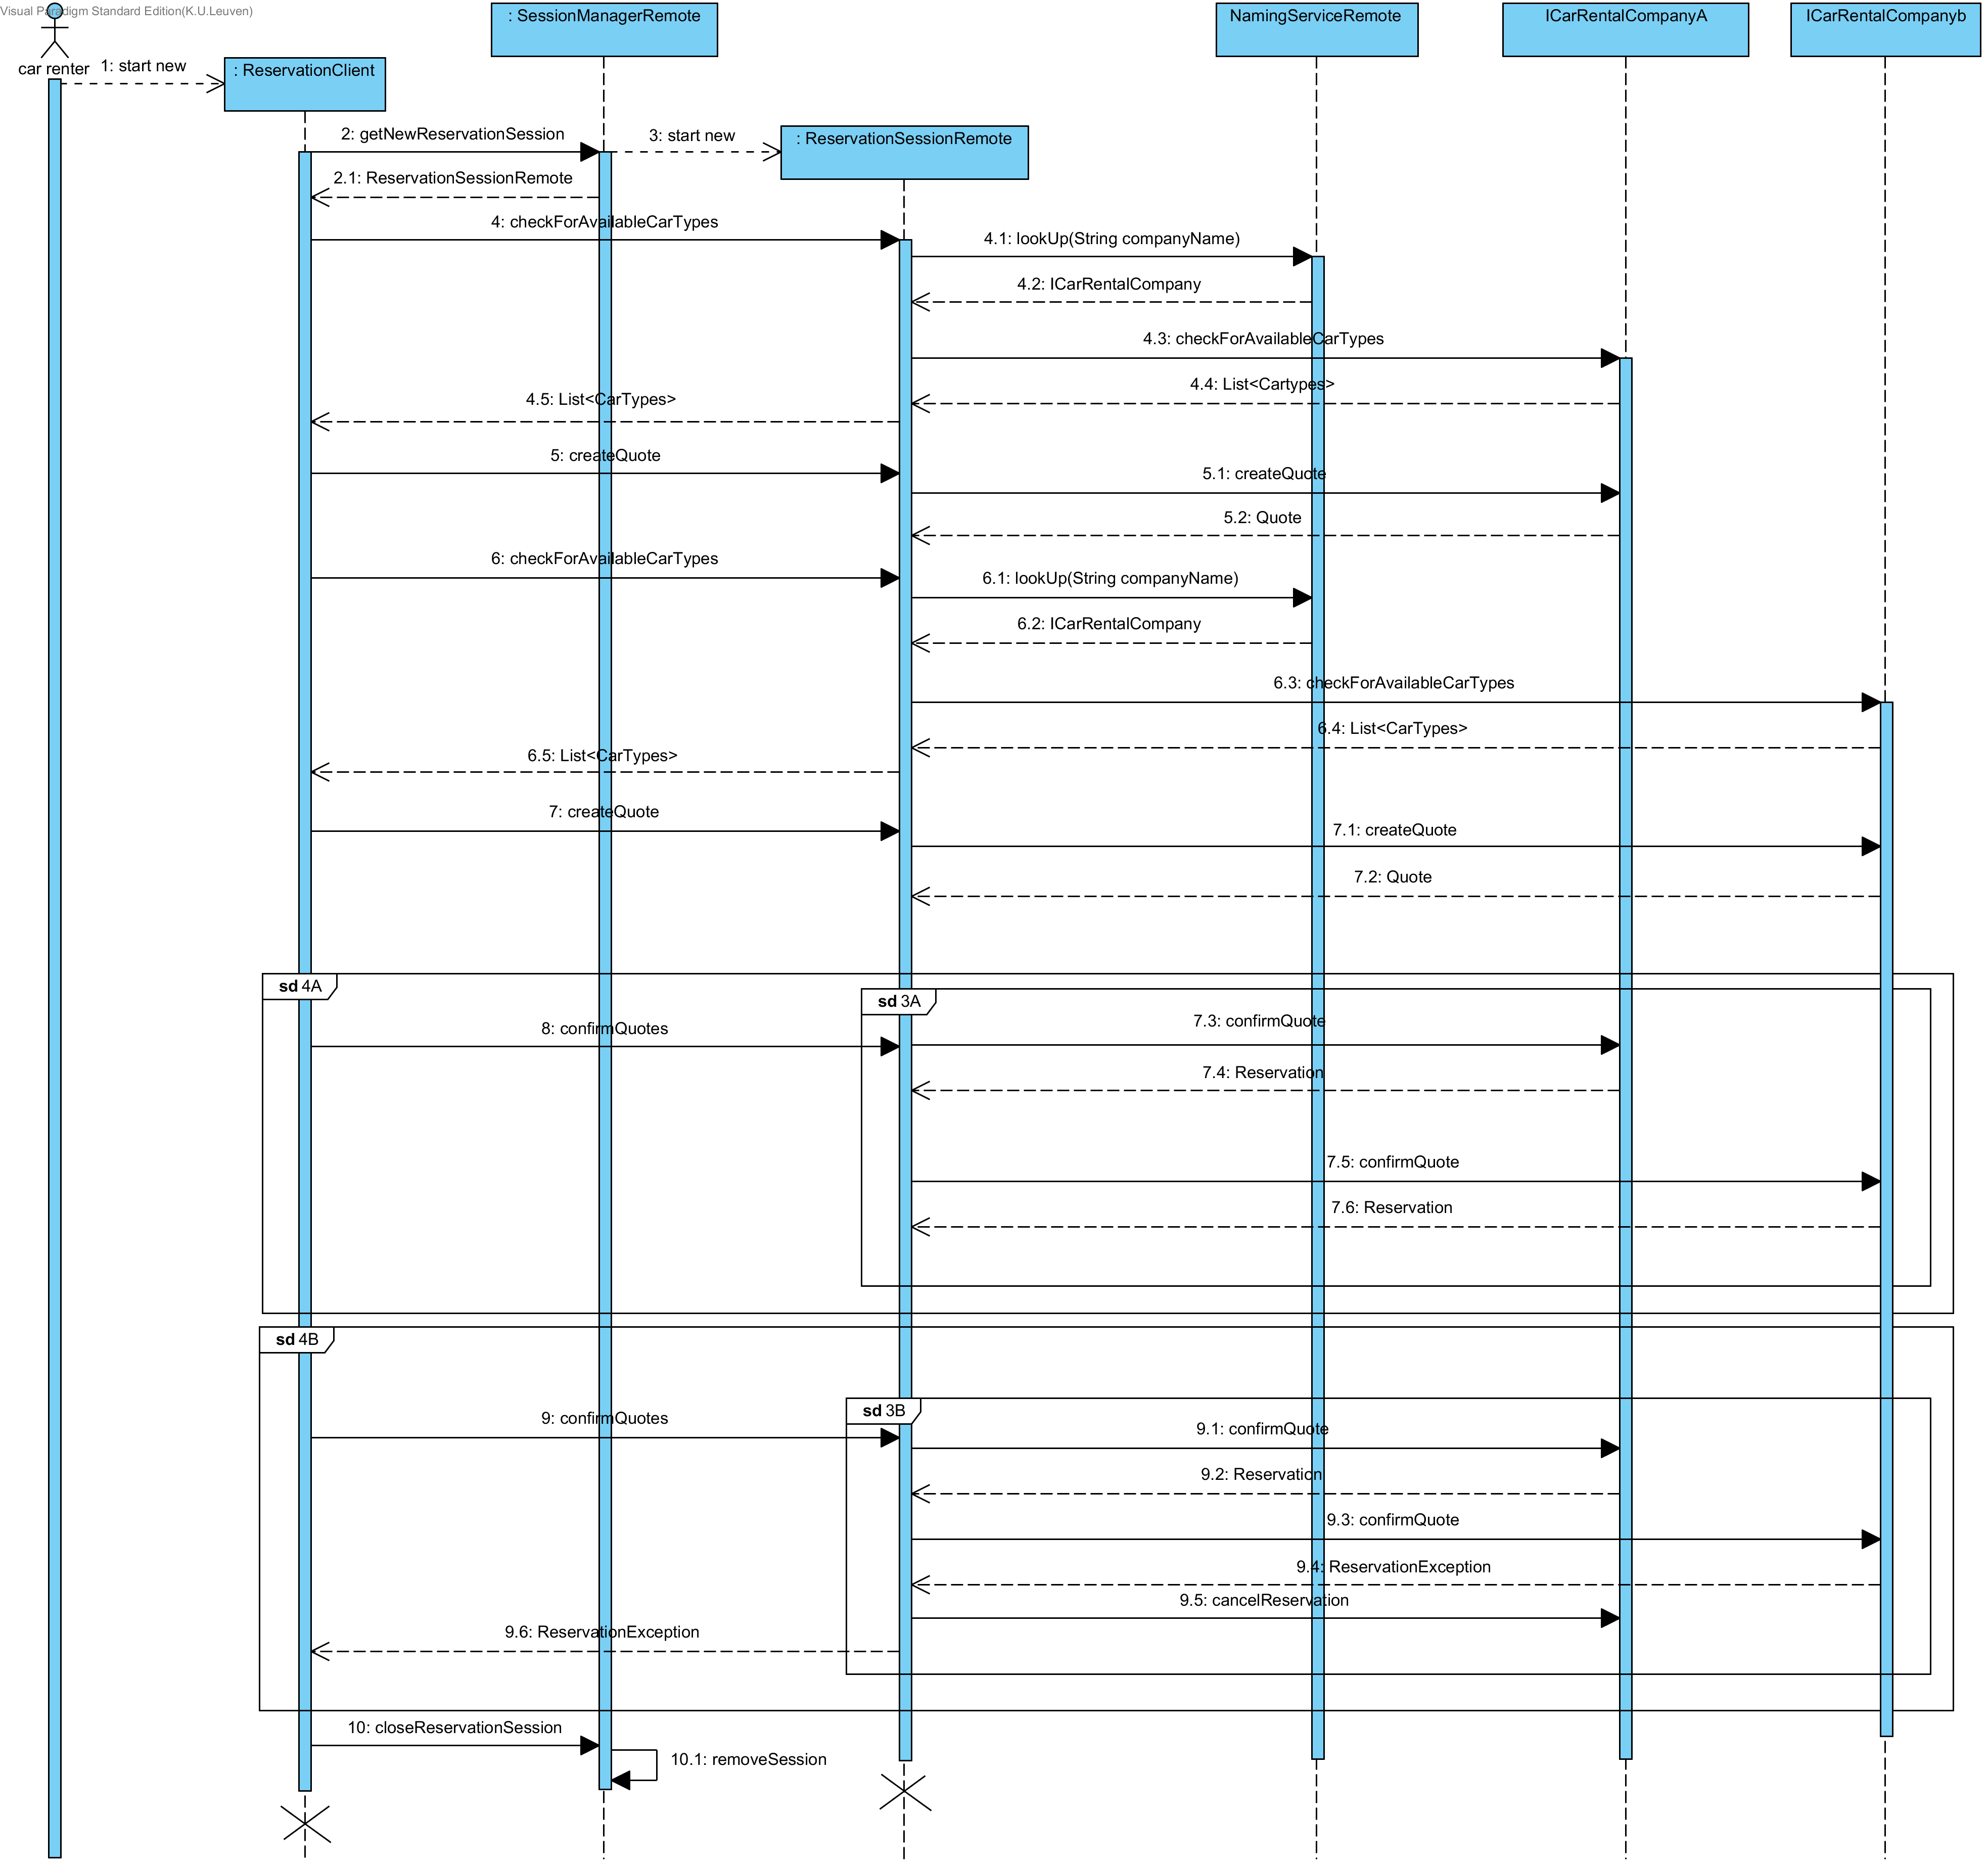 Visual Paradigm Standard Edition(K.U.Leuven)
: SessionManagerRemote
NamingServiceRemote
ICarRentalCompanyA
ICarRentalCompanyb
car renter
1: start new
: ReservationClient
2: getNewReservationSession
3: start new
: ReservationSessionRemote
2.1: ReservationSessionRemote
4: checkForAvailableCarTypes
4.1: lookUp(String companyName)
4.2: ICarRentalCompany
4.3: checkForAvailableCarTypes
4.4: List<Cartypes>
4.5: List<CarTypes>
5: createQuote
5.1: createQuote
5.2: Quote
6: checkForAvailableCarTypes
6.1: lookUp(String companyName)
6.2: ICarRentalCompany
6.3: checkForAvailableCarTypes
6.4: List<CarTypes>
6.5: List<CarTypes>
7: createQuote
7.1: createQuote
7.2: Quote
sd 4A
sd 3A
8: confirmQuotes
7.3: confirmQuote
7.4: Reservation
7.5: confirmQuote
7.6: Reservation
sd 4B
sd 3B
9: confirmQuotes
9.1: confirmQuote
9.2: Reservation
9.3: confirmQuote
9.4: ReservationException
9.5: cancelReservation
9.6: ReservationException
10: closeReservationSession
10.1: removeSession